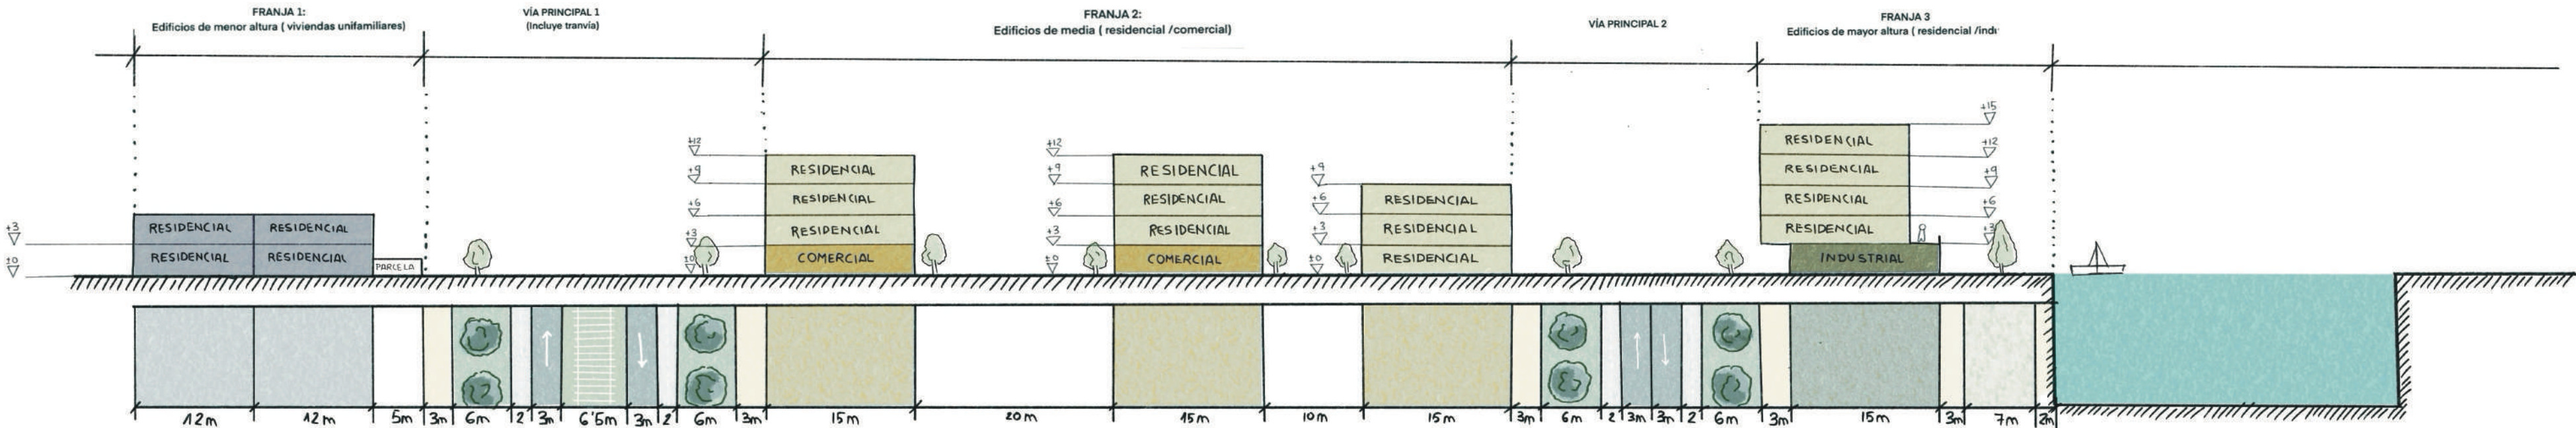 FRANJA 1:
Edificios de menor altura ( viviendas unifamiliares)
VÍA PRINCIPAL 1
(Incluye tranvía)
FRANJA 2:
Edificios de media ( residencial /comercial)
VÍA PRINCIPAL 2
FRANJA 3
Edificios de mayor altura ( residencial /indu
+3
±0
RESIDENCIAL RESIDENCIAL
RESIDENCIAL RESIDENCIAL
PARCELA
+12
+9
+6
+3
±0
RESIDENCIAL
RESIDENCIAL
RESIDENCIAL
COMERCIAL
+12
+9
+6
+3
±0
RESIDENCIAL
RESIDENCIAL
RESIDENCIAL
COMERCIAL
+9
+6
+3
±0
RESIDENCIAL
RESIDENCIAL
RESIDENCIAL
RESIDENCIAL
RESIDENCIAL
RESIDENCIAL
RESIDENCIAL
INDUSTRIAL
+15
+12
+9
+6
+3
12m 12m 5m 3m 6m 2 3m 6'5m 3m 2 6m 3m 15m 20m 15m 10m 15m 3m 6m 2 3m 3m 2 6m 3m 15m 3m 7m 2m